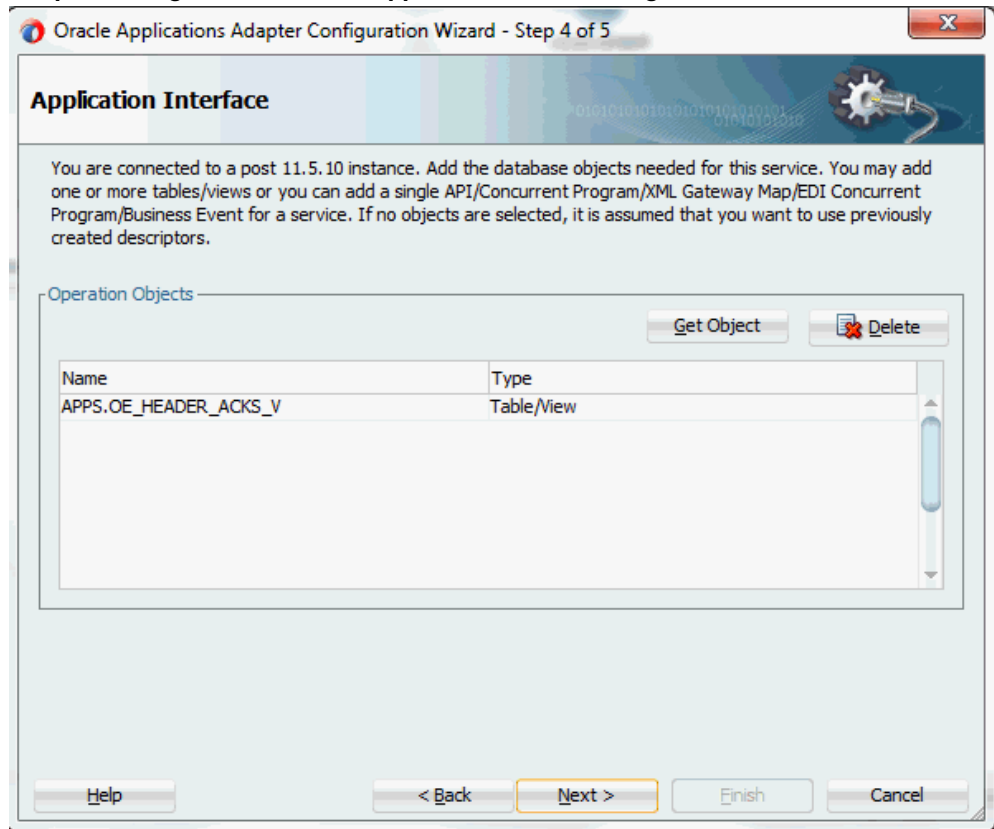 Oracle Applications Adapter Configuration Wizard - Step 4 of 5
Application Interface
You are connected to a post 11.5.10 instance. Add the database objects needed for this service. You may add
one or more tables/views or you can add a single API/Concurrent Program/XML Gateway Map/EDI Concurrent
Program/Business Event for a service. If no objects are selected, it is assumed that you want to use previously
created descriptors.
Operation Objects
Get Object Delete
Name Type
APPS.OE_HEADER_ACKS_V Table/View
Help < Back Next > Finish Cancel